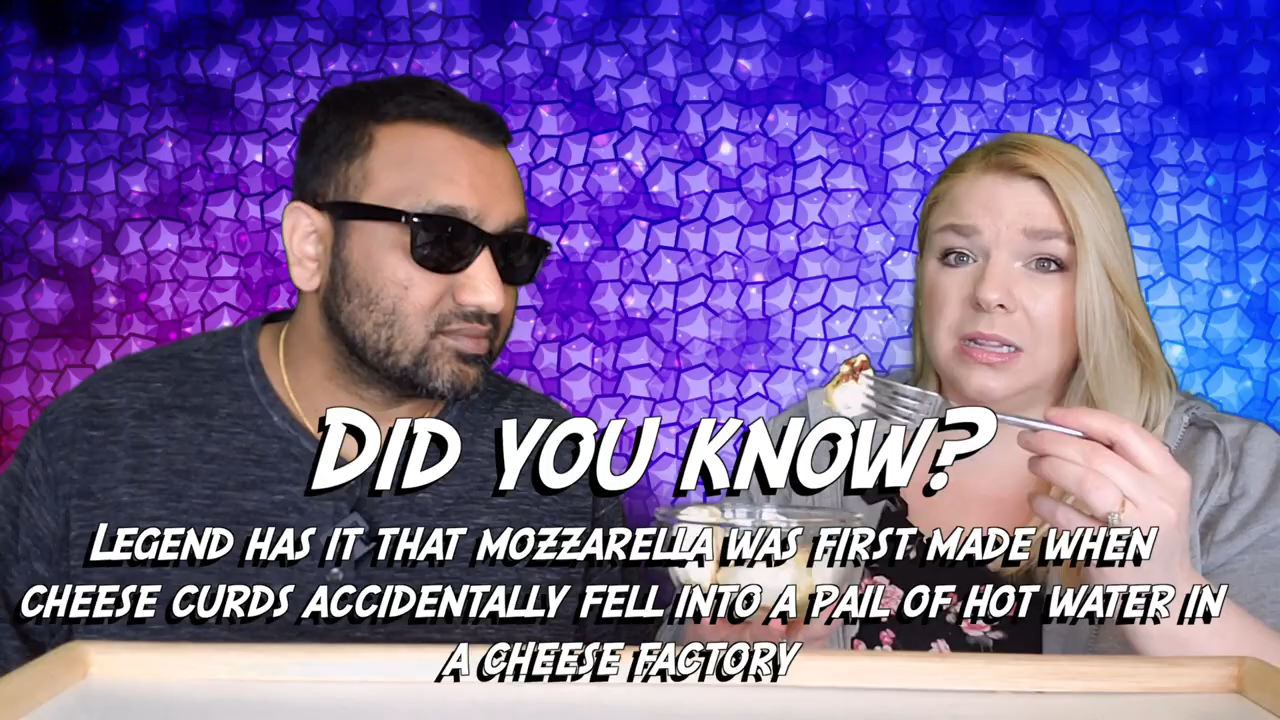 DID YOU KNOW?
LEGEND HAS IT THAT MOZZARELLA WAS FIRST MADE WHEN
CHEESE CURDS ACCIDENTALLY FELL INTO A PAIL OF HOT WATER IN
A CHEESE FACTORY